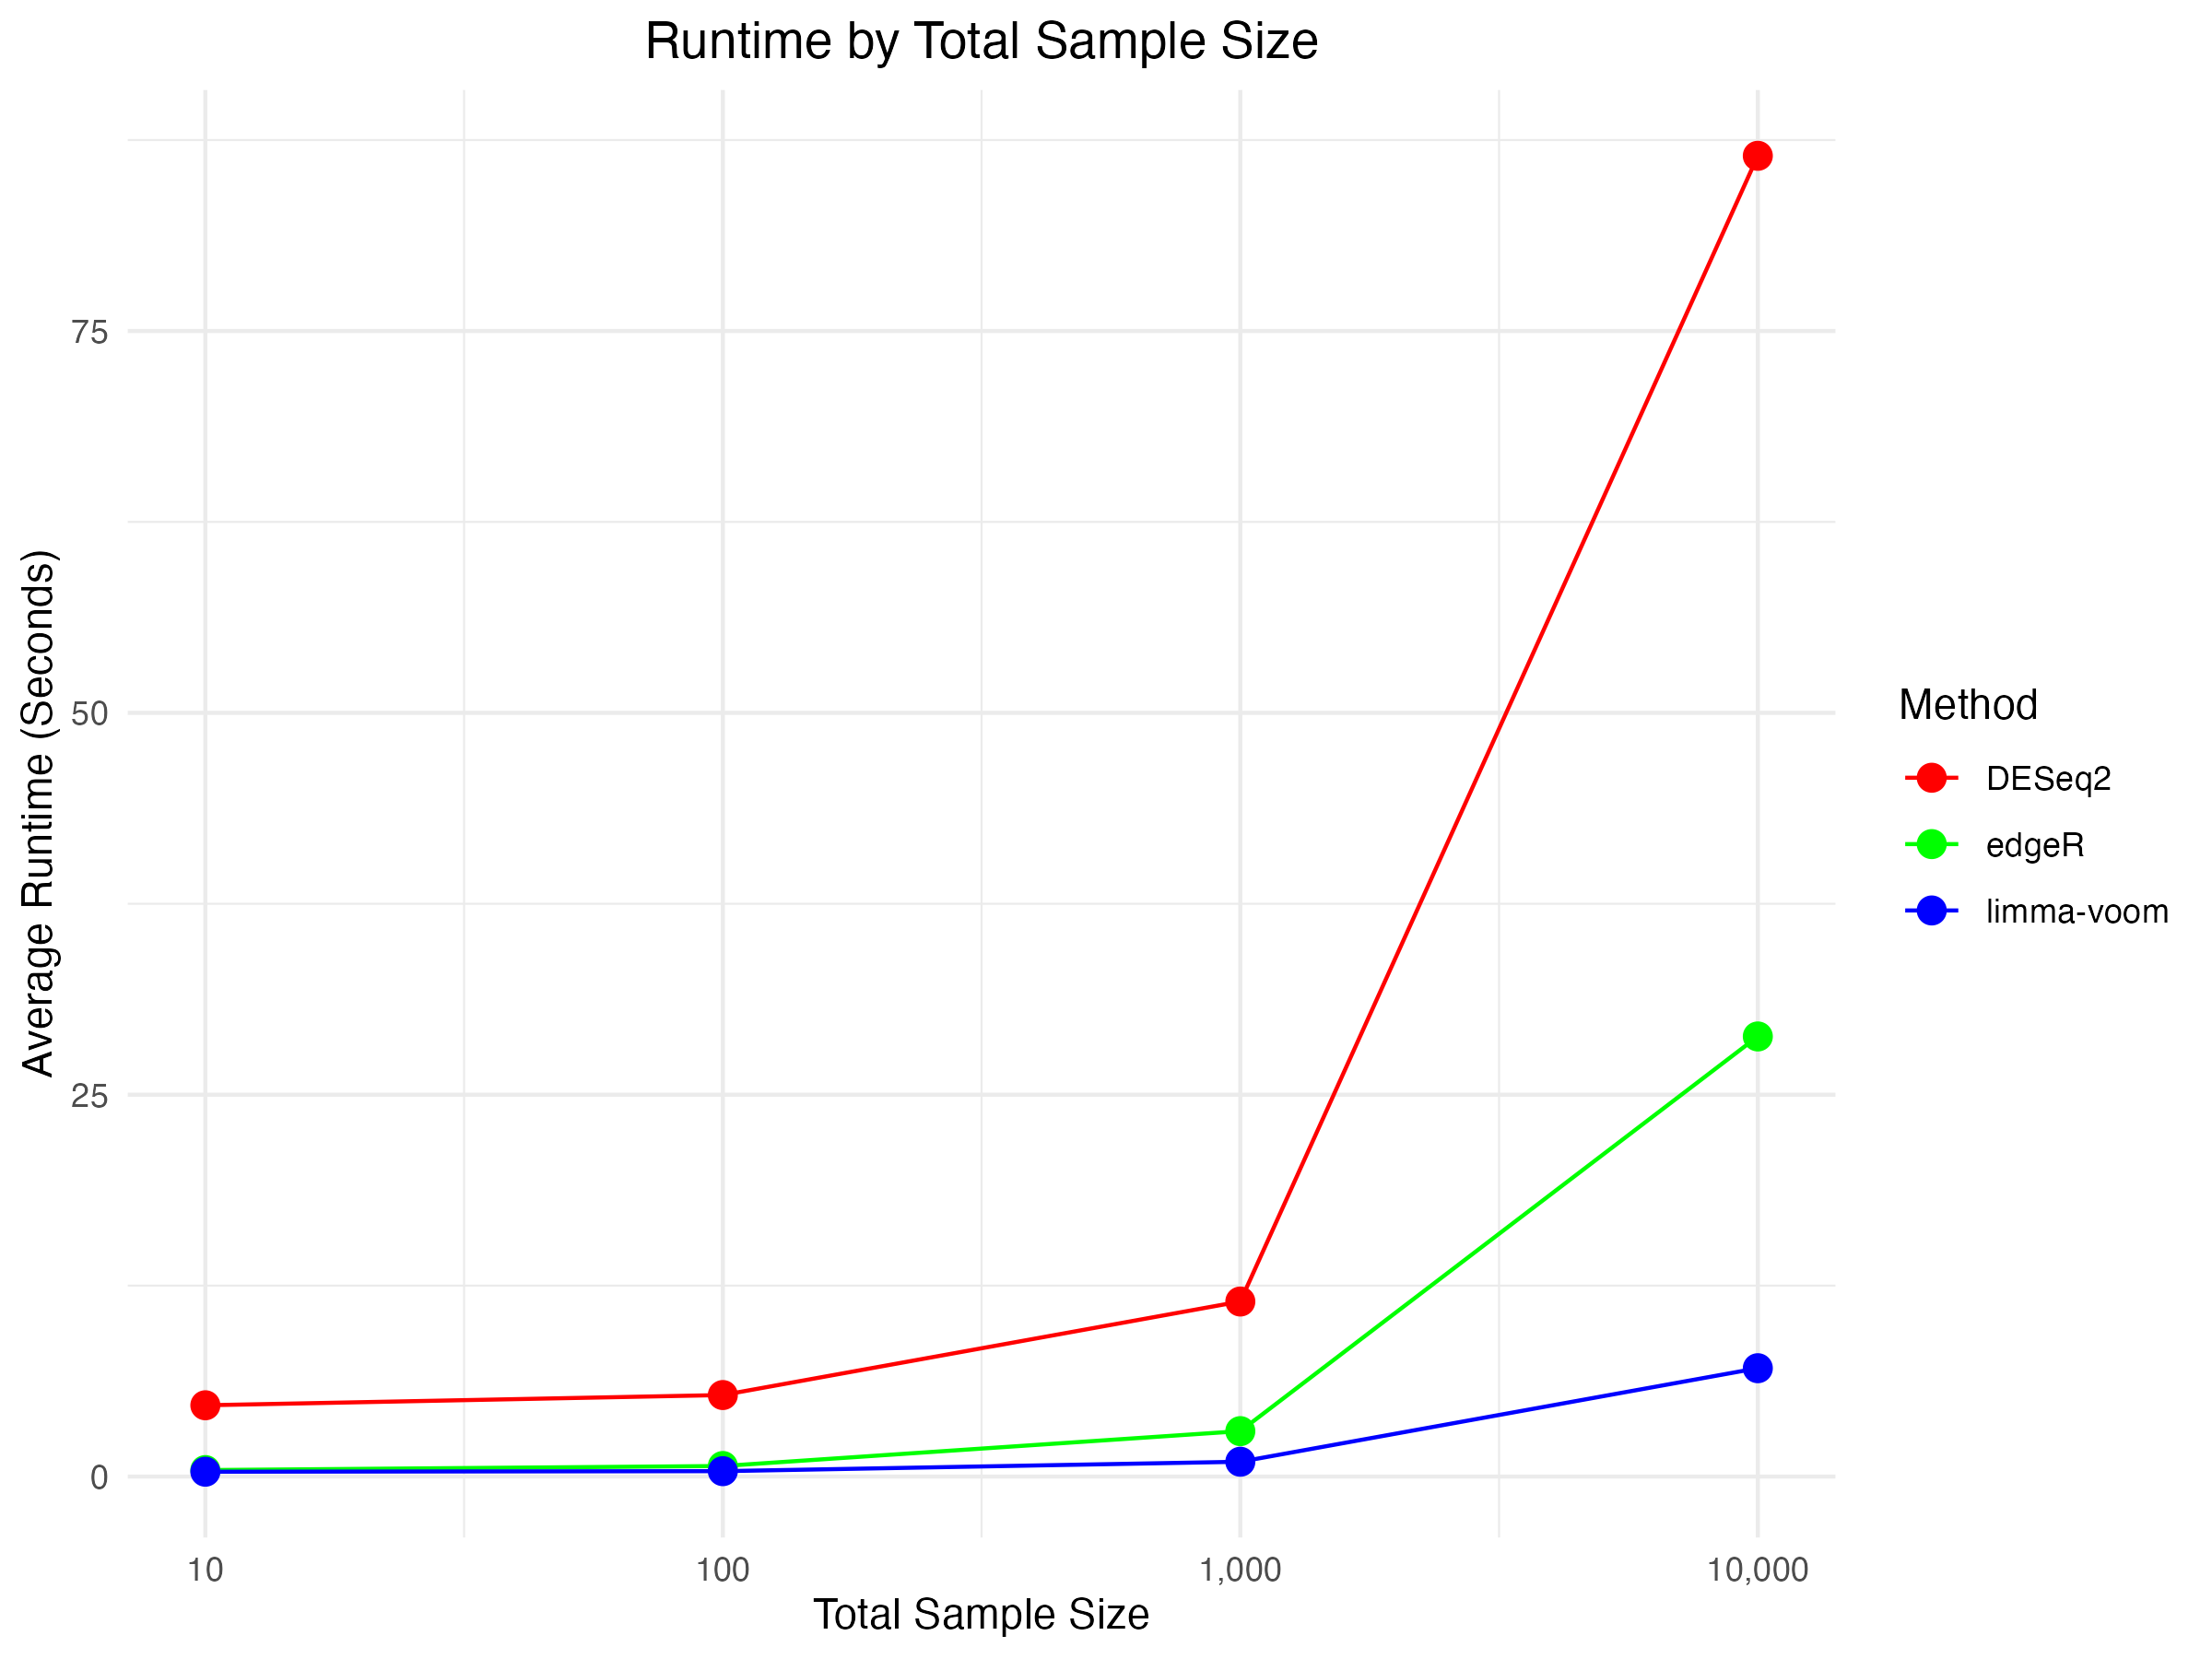 Runtime by Total Sample Size
Average Runtime (Seconds)
75
50
25
0
10
100
1,000
10,000
Total Sample Size
Method
DESeq2
edgeR
limma-voom